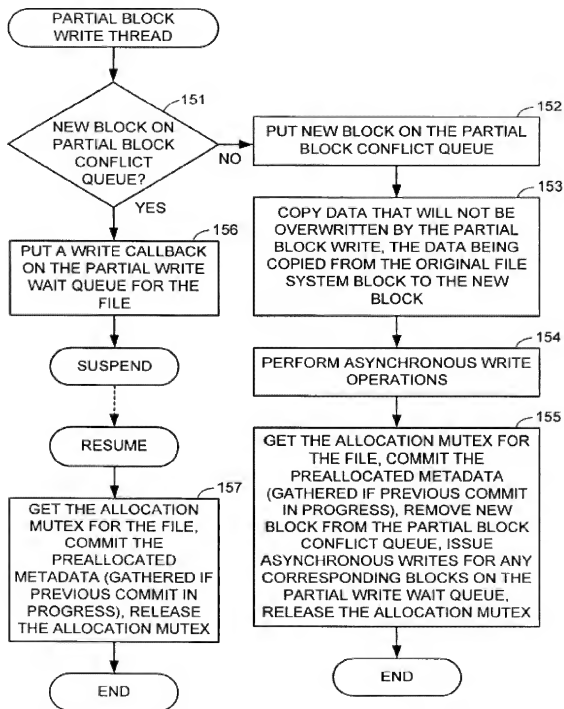 PARTIAL BLOCK
WRITE THREAD
151
NEW BLOCK ON
PARTIAL BLOCK
CONFLICT
QUEUE?
NO
YES
152
PUT NEW BLOCK ON THE PARTIAL
BLOCK CONFLICT QUEUE
153
COPY DATA THAT WILL NOT BE
OVERWRITTEN BY THE PARTIAL
BLOCK WRITE, THE DATA BEING
COPIED FROM THE ORIGINAL FILE
SYSTEM BLOCK TO THE NEW
BLOCK
154
PERFORM ASYNCHRONOUS WRITE
OPERATIONS
155
GET THE ALLOCATION MUTEX FOR
THE FILE, COMMIT THE
PREALLOCATED METADATA
(GATHERED IF PREVIOUS COMMIT
IN PROGRESS), REMOVE NEW
BLOCK FROM THE PARTIAL BLOCK
CONFLICT QUEUE, ISSUE
ASYNCHRONOUS WRITES FOR ANY
CORRESPONDING BLOCKS ON THE
PARTIAL WRITE WAIT QUEUE,
RELEASE THE ALLOCATION MUTEX
END
156
PUT A WRITE CALLBACK
ON THE PARTIAL WRITE
WAIT QUEUE FOR THE
FILE
SUSPEND
RESUME
157
GET THE ALLOCATION
MUTEX FOR THE FILE,
COMMIT THE
PREALLOCATED
METADATA (GATHERED IF
PREVIOUS COMMIT IN
PROGRESS), RELEASE
THE ALLOCATION MUTEX
END